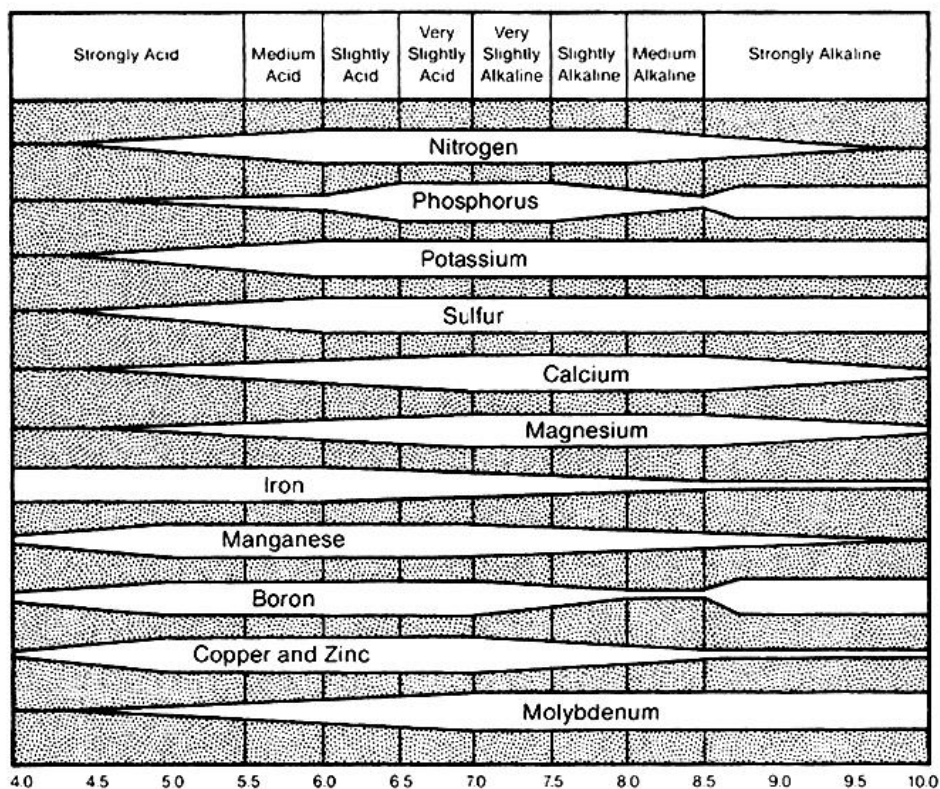 Strongly Acid
Medium
Acid
Slightly
Acid
Very
Slightly
Acid
Very
Slightly
Alkaline
Slightly
Alkaline
Medium
Alkaline
Strongly Alkaline
Nitrogen
Phosphorus
Potassium
Sulfur
Calcium
Magnesium
Iron
Manganese
Boron
Copper and Zinc
Molybdenum
4.0 4.5 5.0 5.5 6.0 6.5 7.0 7.5 8.0 8.5 9.0 9.5 10.0